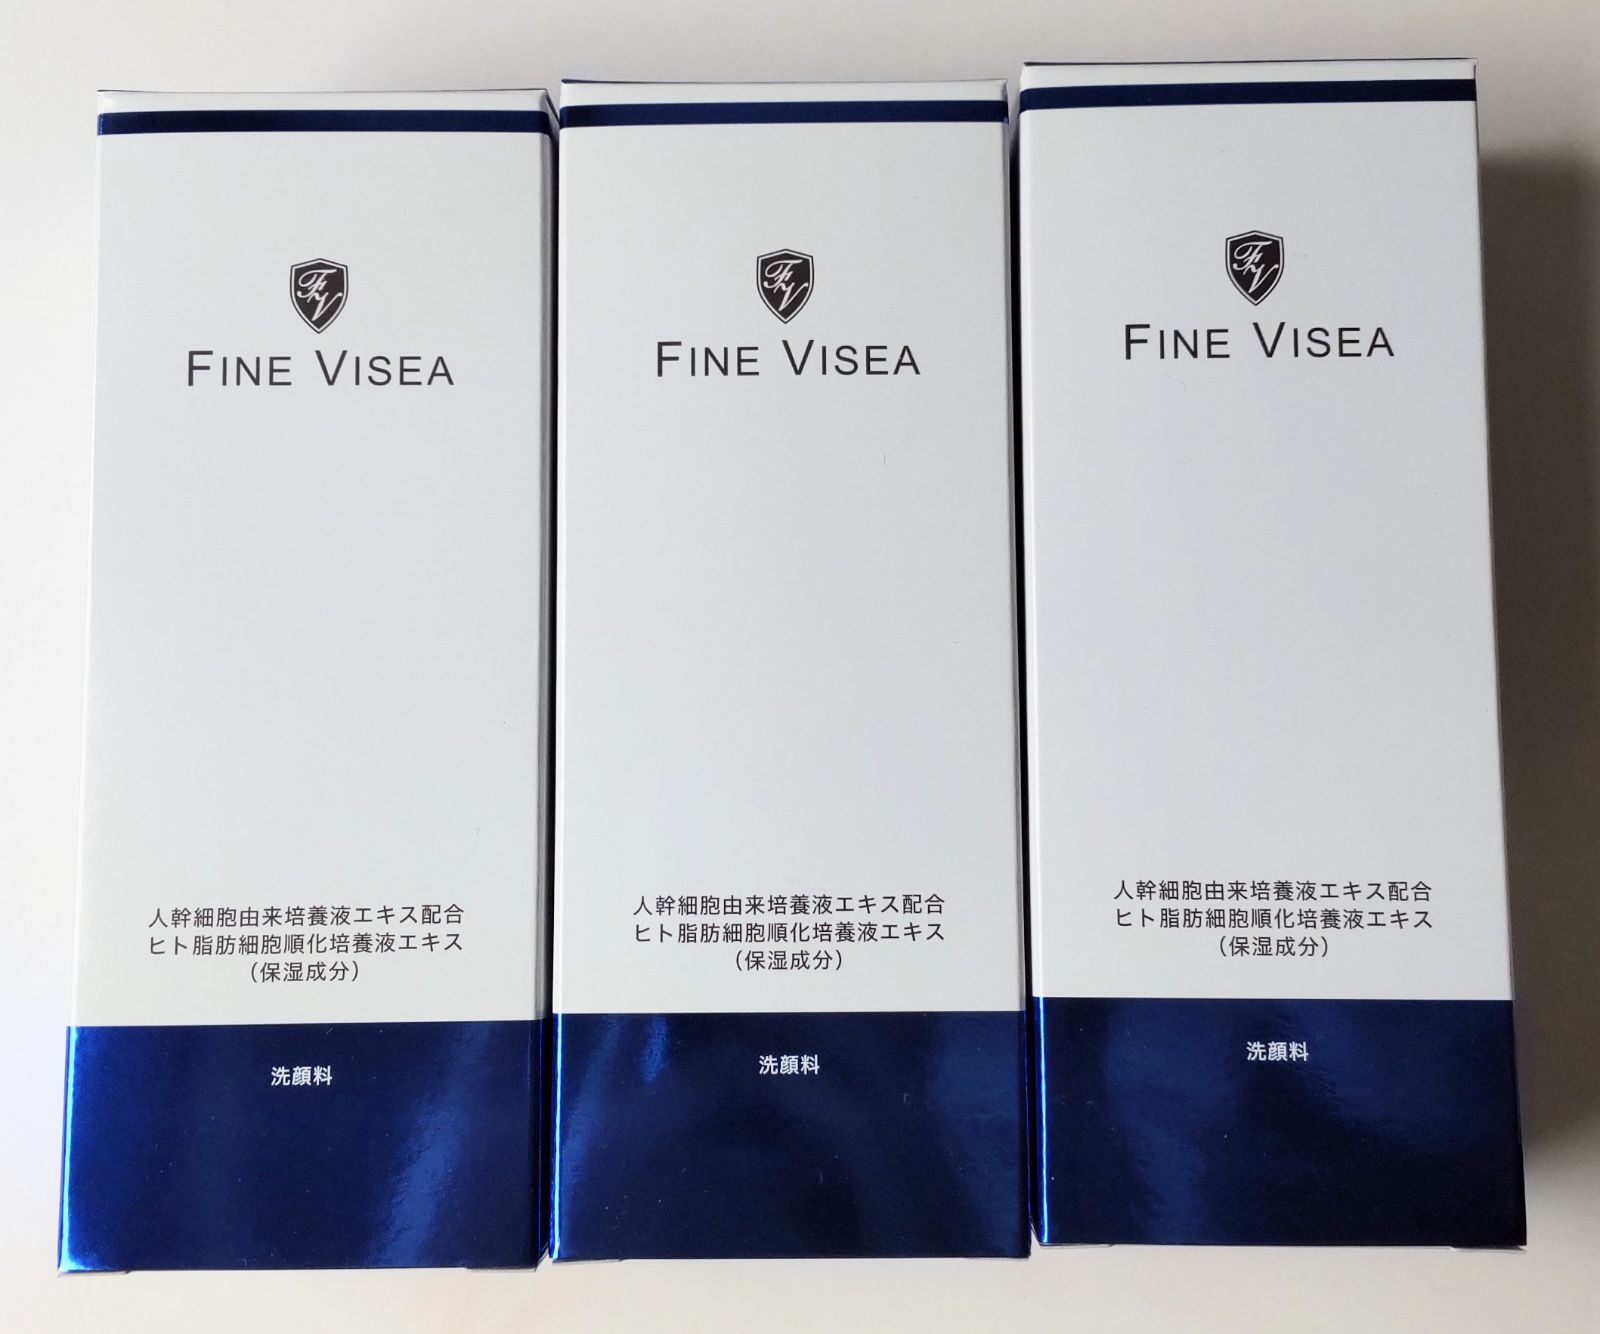 FV
FINE VISEA
人幹細胞由来培養液エキス配合
ヒト脂肪細胞順化培養液エキス
（保湿成分）
洗顔料
FV
FINE VISEA
人幹細胞由来培養液エキス配合
ヒト脂肪細胞順化培養液エキス
（保湿成分）
洗顔料
FV
FINE VISEA
人幹細胞由来培養液エキス配合
ヒト脂肪細胞順化培養液エキス
（保湿成分）
洗顔料